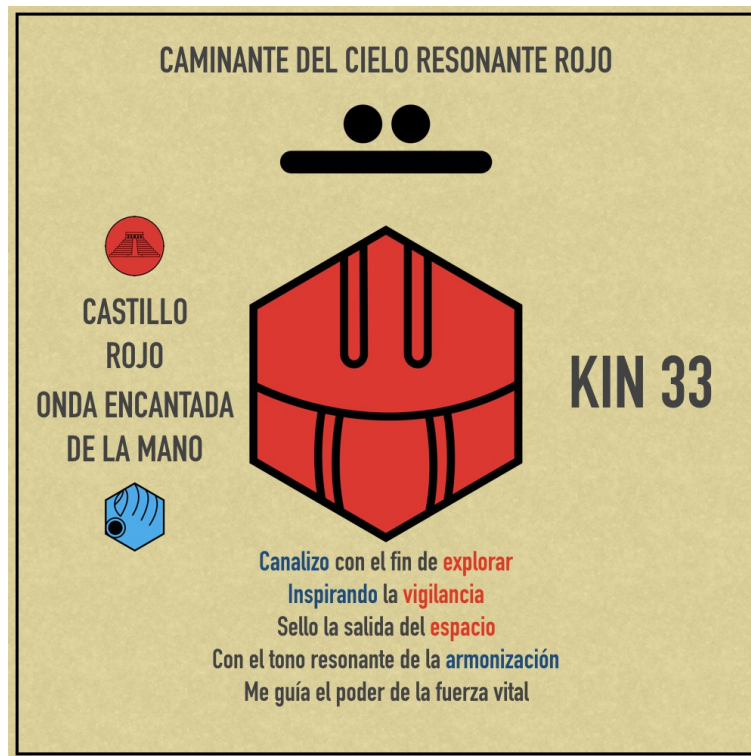 CAMINANTE DEL CIELO RESONANTE ROJO
CASTILLO
ROJO
ONDA ENCANTADA
DE LA MANO
KIN 33
Canalizo con el fin de explorar
Inspirando la vigilancia
Sello la salida del espacio
Con el tono resonante de la armonización
Me guía el poder de la fuerza vital